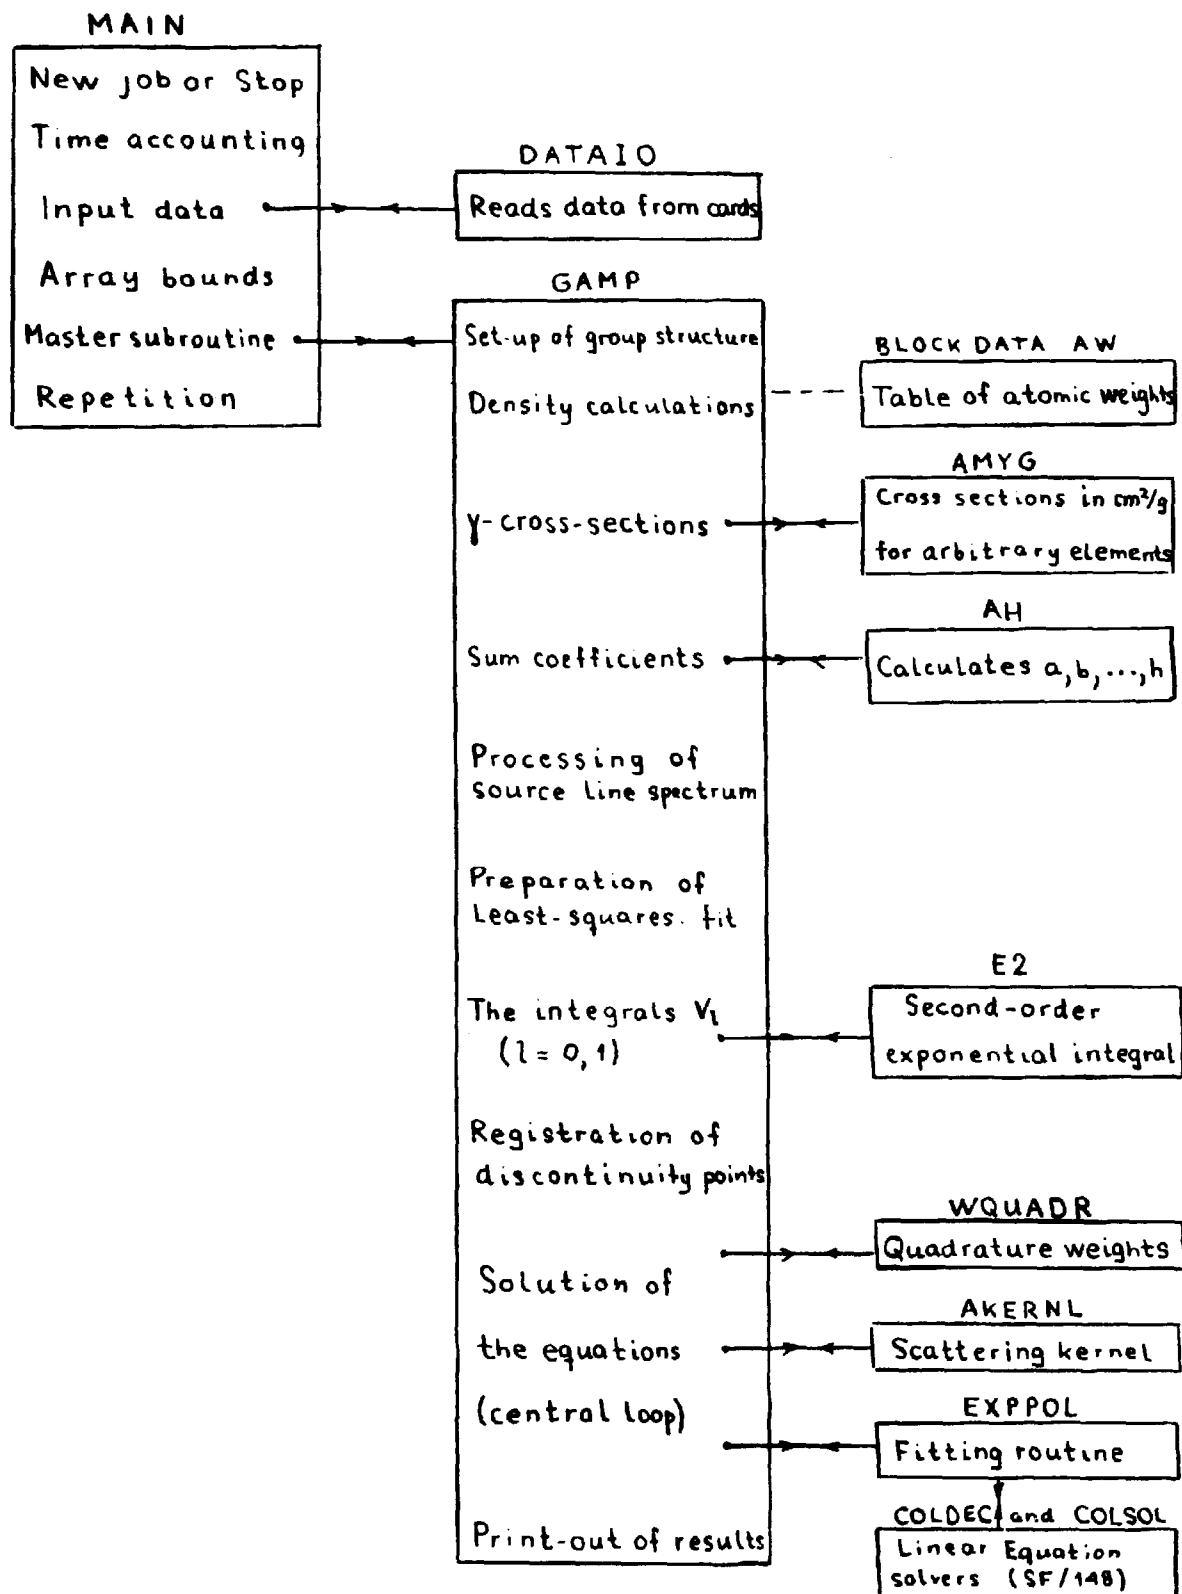 MAIN
New job or Stop
Time accounting
Input data
Array bounds
Master subroutine
Repetition
DATAIO
Reads data from cards
GAMP
Set-up of group structure
Density calculations
γ-cross-sections
Sum coefficients
Processing of
source line spectrum
Preparation of
Least-squares. fit
The integrals V₁
(l = 0, 1)
Registration of
discontinuity points
Solution of
the equations
(central loop)
Print-out of results
BLOCK DATA AW
Table of atomic weights
AMYG
Cross sections in cm²/g
for arbitrary elements
AH
Calculates a, b, ..., h
E2
Second-order
exponential integral
WQUADR
Quadrature weights
AKERNL
Scattering kernel
EXPPOL
Fitting routine
COLDEC and COLSOL
Linear Equation
solvers (SF/148)